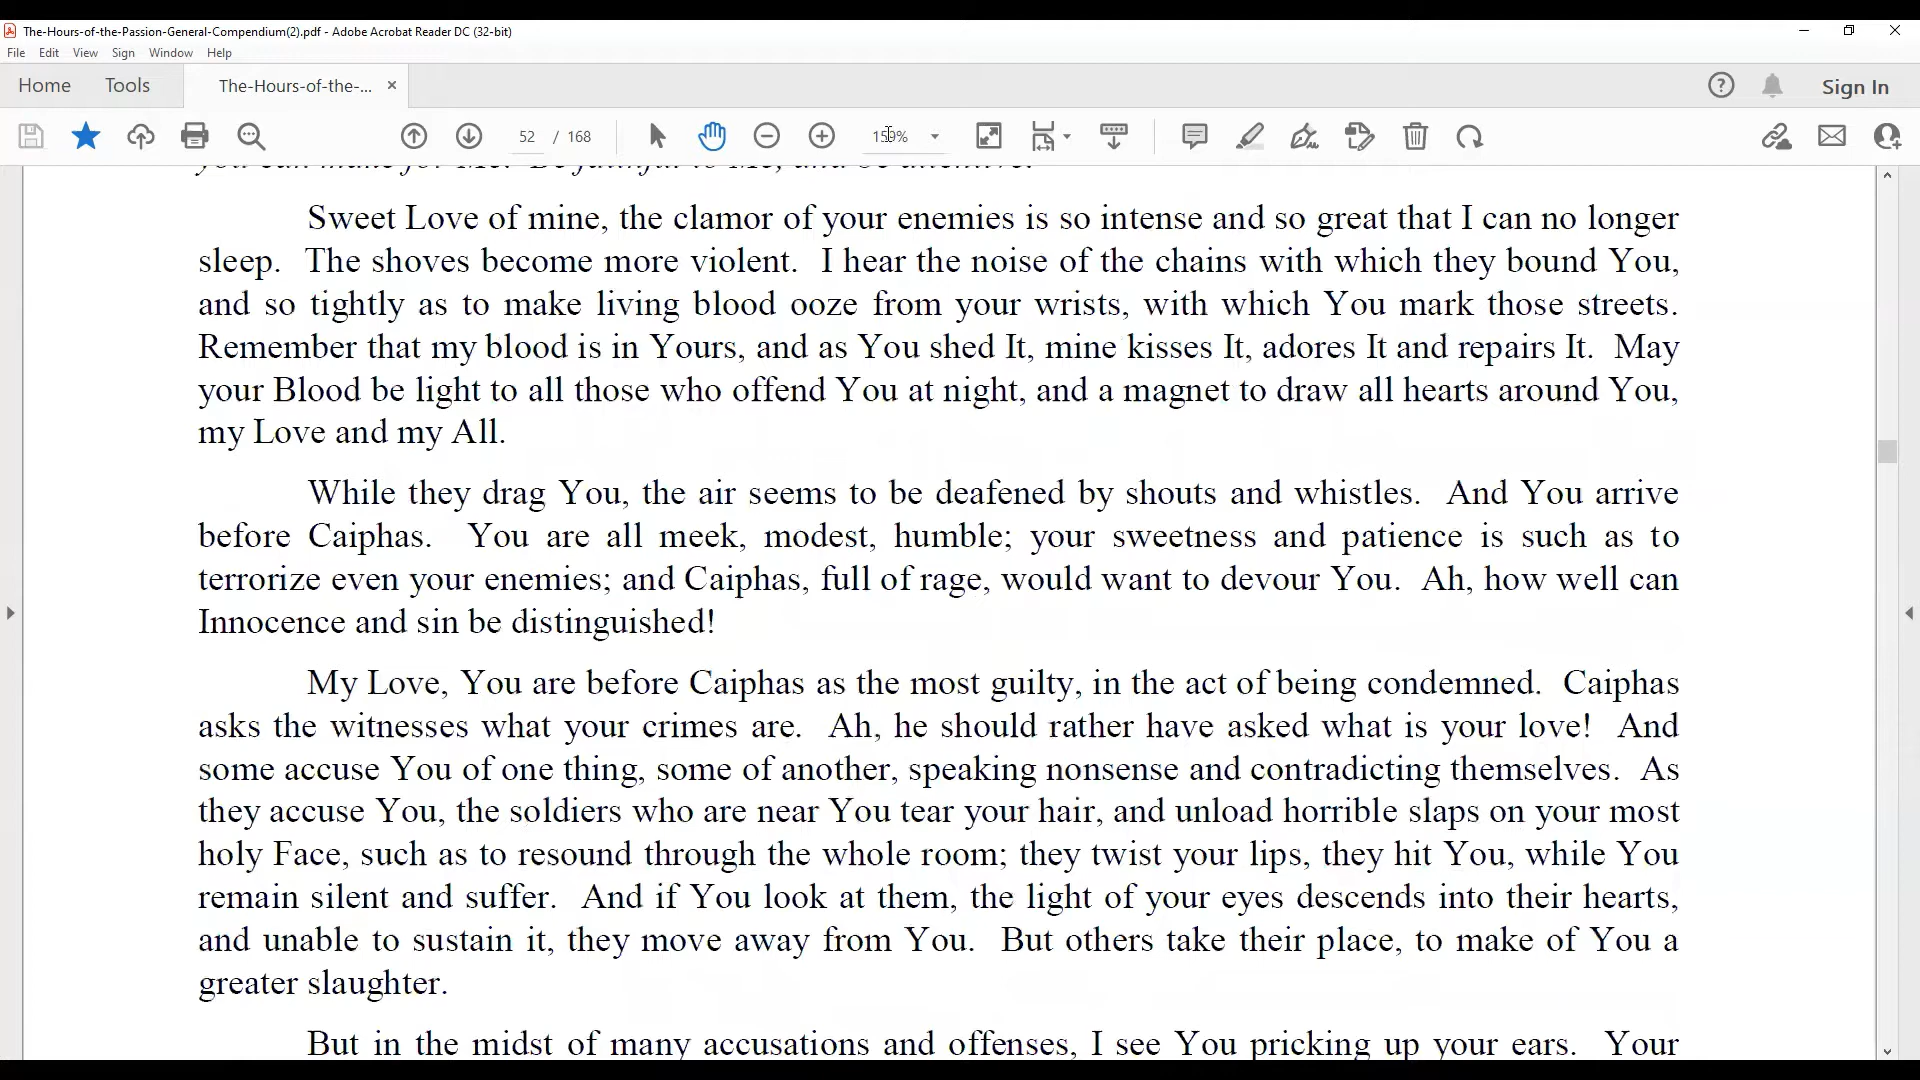 The-Hours-of-the-Passion-General-Compendium(2).pdf - Adobe Acrobat Reader DC (32-bit)
File Edit View Sign Window Help
Home Tools The-Hours-of-the-... Sign In
52 / 168 159%
you can make for Me. Be faithful to Me, and be attentive.
Sweet Love of mine, the clamor of your enemies is so intense and so great that I can no longer
sleep. The shoves become more violent. I hear the noise of the chains with which they bound You,
and so tightly as to make living blood ooze from your wrists, with which You mark those streets.
Remember that my blood is in Yours, and as You shed It, mine kisses It, adores It and repairs It. May
your Blood be light to all those who offend You at night, and a magnet to draw all hearts around You,
my Love and my All.
While they drag You, the air seems to be deafened by shouts and whistles. And You arrive
before Caiphas. You are all meek, modest, humble; your sweetness and patience is such as to
terrorize even your enemies; and Caiphas, full of rage, would want to devour You. Ah, how well can
Innocence and sin be distinguished!
My Love, You are before Caiphas as the most guilty, in the act of being condemned. Caiphas
asks the witnesses what your crimes are. Ah, he should rather have asked what is your love! And
some accuse You of one thing, some of another, speaking nonsense and contradicting themselves. As
they accuse You, the soldiers who are near You tear your hair, and unload horrible slaps on your most
holy Face, such as to resound through the whole room; they twist your lips, they hit You, while You
remain silent and suffer. And if You look at them, the light of your eyes descends into their hearts,
and unable to sustain it, they move away from You. But others take their place, to make of You a
greater slaughter.
But in the midst of many accusations and offenses, I see You pricking up your ears. Your